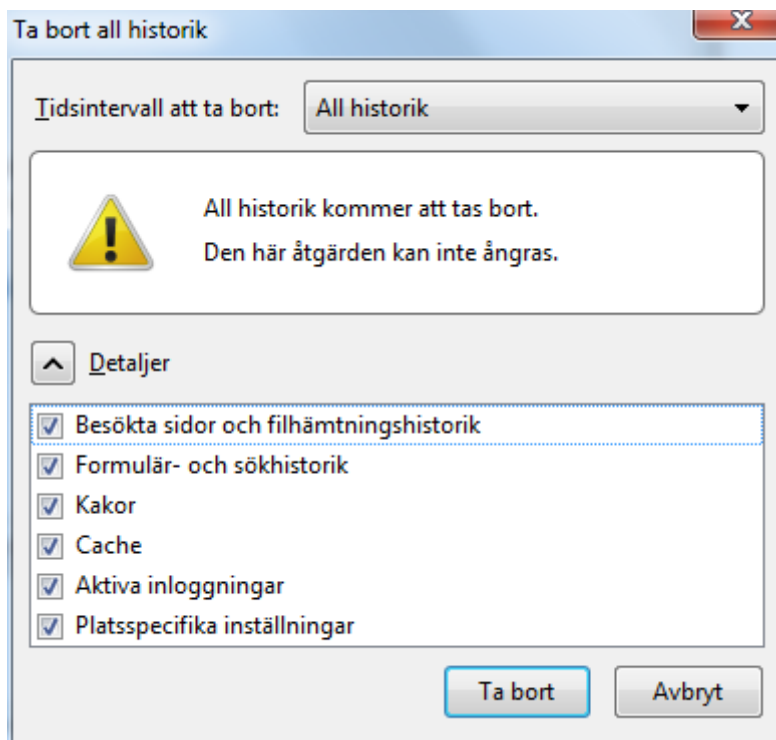 Ta bort all historik
Tidsintervall att ta bort: All historik
All historik kommer att tas bort.
Den här åtgärden kan inte ångras.
Detaljer
Besökta sidor och filhämtningshistorik
Formulär- och sökhistorik
Kakor
Cache
Aktiva inloggningar
Platsspecifika inställningar
Ta bort Avbryt